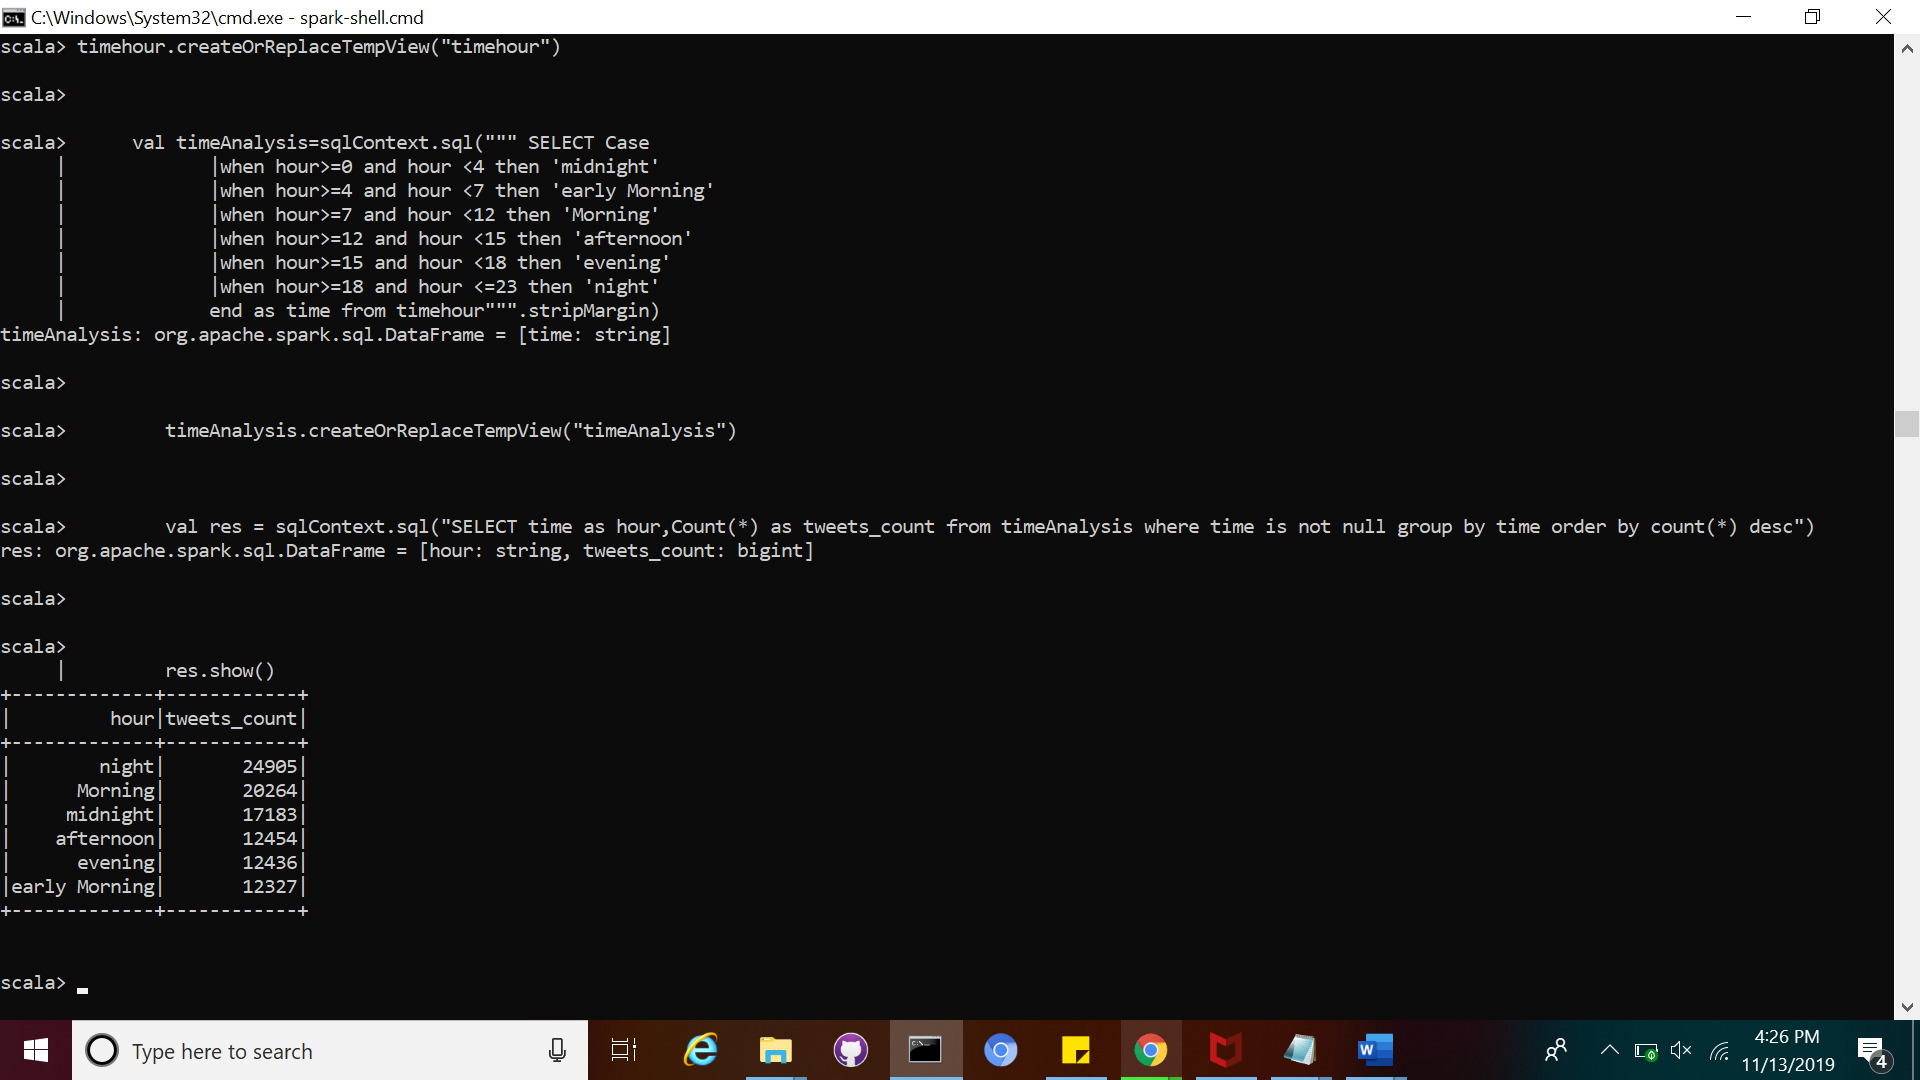 C:\Windows\System32\cmd.exe - spark-shell.cmd
scala> timehour.createOrReplaceTempView("timehour")
scala>
scala>      val timeAnalysis=sqlContext.sql(""" SELECT Case
     |             |when hour>=0 and hour <4 then 'midnight'
     |             |when hour>=4 and hour <7 then 'early Morning'
     |             |when hour>=7 and hour <12 then 'Morning'
     |             |when hour>=12 and hour <15 then 'afternoon'
     |             |when hour>=15 and hour <18 then 'evening'
     |             |when hour>=18 and hour <=23 then 'night'
     |             end as time from timehour""".stripMargin)
timeAnalysis: org.apache.spark.sql.DataFrame = [time: string]
scala>
scala>         timeAnalysis.createOrReplaceTempView("timeAnalysis")
scala>
scala>         val res = sqlContext.sql("SELECT time as hour,Count(*) as tweets_count from timeAnalysis where time is not null group by time order by count(*) desc")
res: org.apache.spark.sql.DataFrame = [hour: string, tweets_count: bigint]
scala>
scala>
     |         res.show()
+-------------+------------+
|         hour|tweets_count|
+-------------+------------+
|        night|       24905|
|      Morning|       20264|
|     midnight|       17183|
|    afternoon|       12454|
|      evening|       12436|
|early Morning|       12327|
+-------------+------------+
scala>
Type here to search
4:26 PM
11/13/2019
4